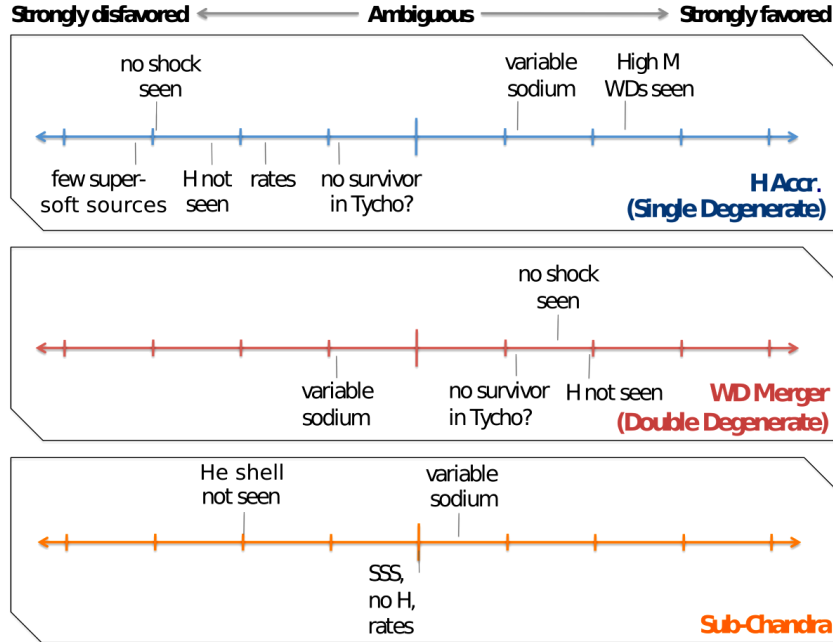 Strongly disfavored Ambiguous Strongly favored
no shock
seen
variable
sodium
High M
WDs seen
few super-
soft sources
H not
seen
rates
no survivor
in Tycho?
H Accr.
(Single Degenerate)
no shock
seen
variable
sodium
no survivor
in Tycho?
H not seen
WD Merger
(Double Degenerate)
He shell
not seen
variable
sodium
SSS,
no H,
rates
Sub-Chandra